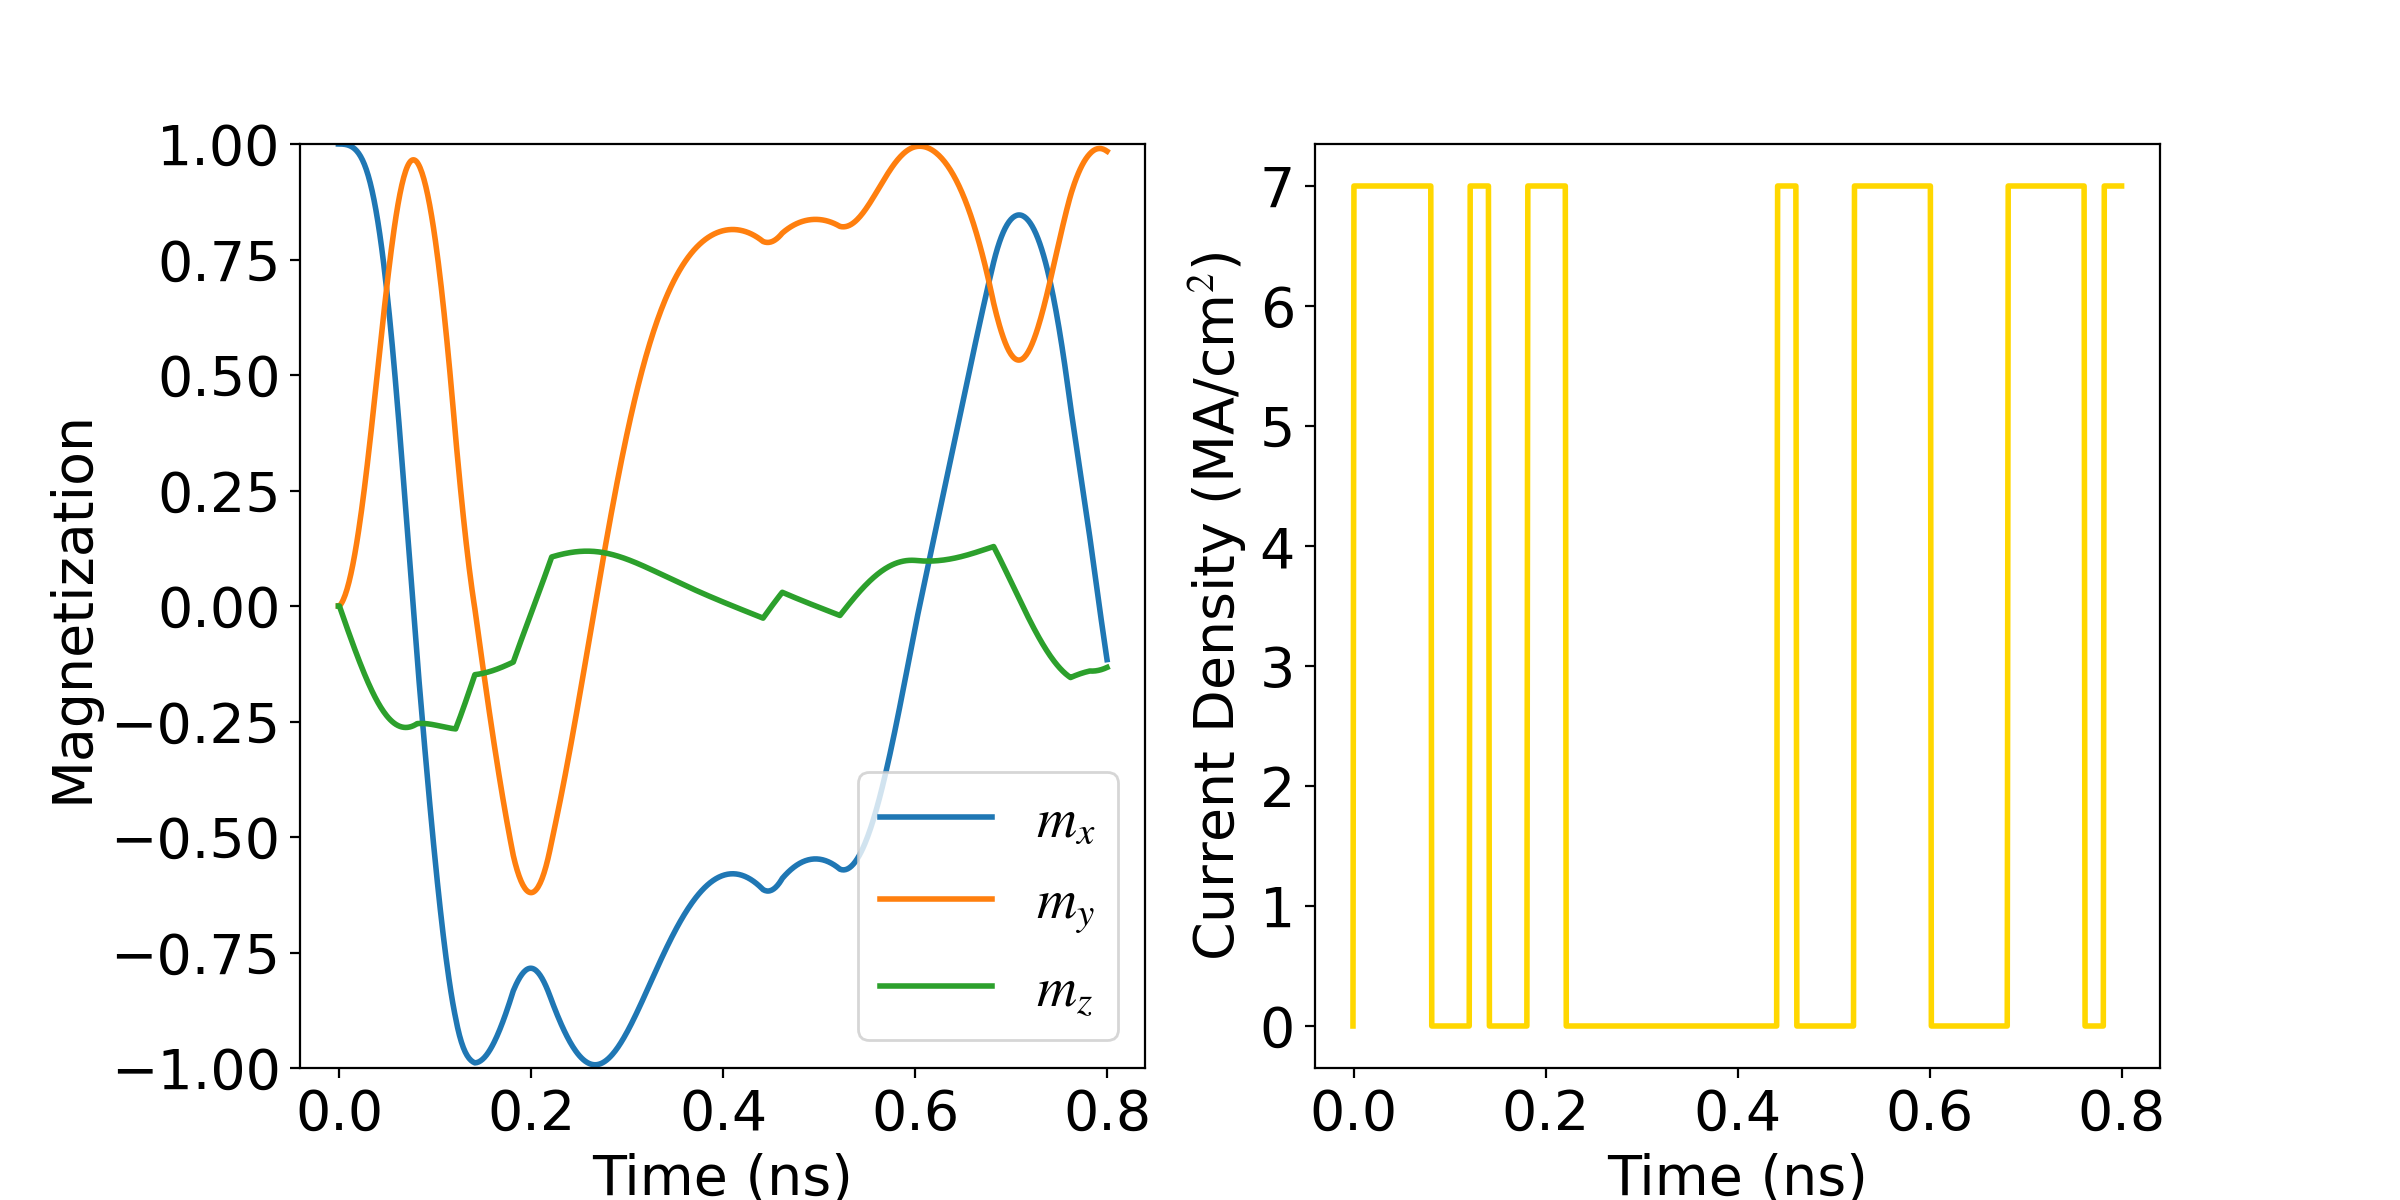 Magnetization
1.00
0.75
0.50
0.25
0.00
−0.25
−0.50
−0.75
−1.00
0.0 0.2 0.4 0.6 0.8
Time (ns)
m_x
m_y
m_z
Current Density (MA/cm²)
7
6
5
4
3
2
1
0
0.0 0.2 0.4 0.6 0.8
Time (ns)